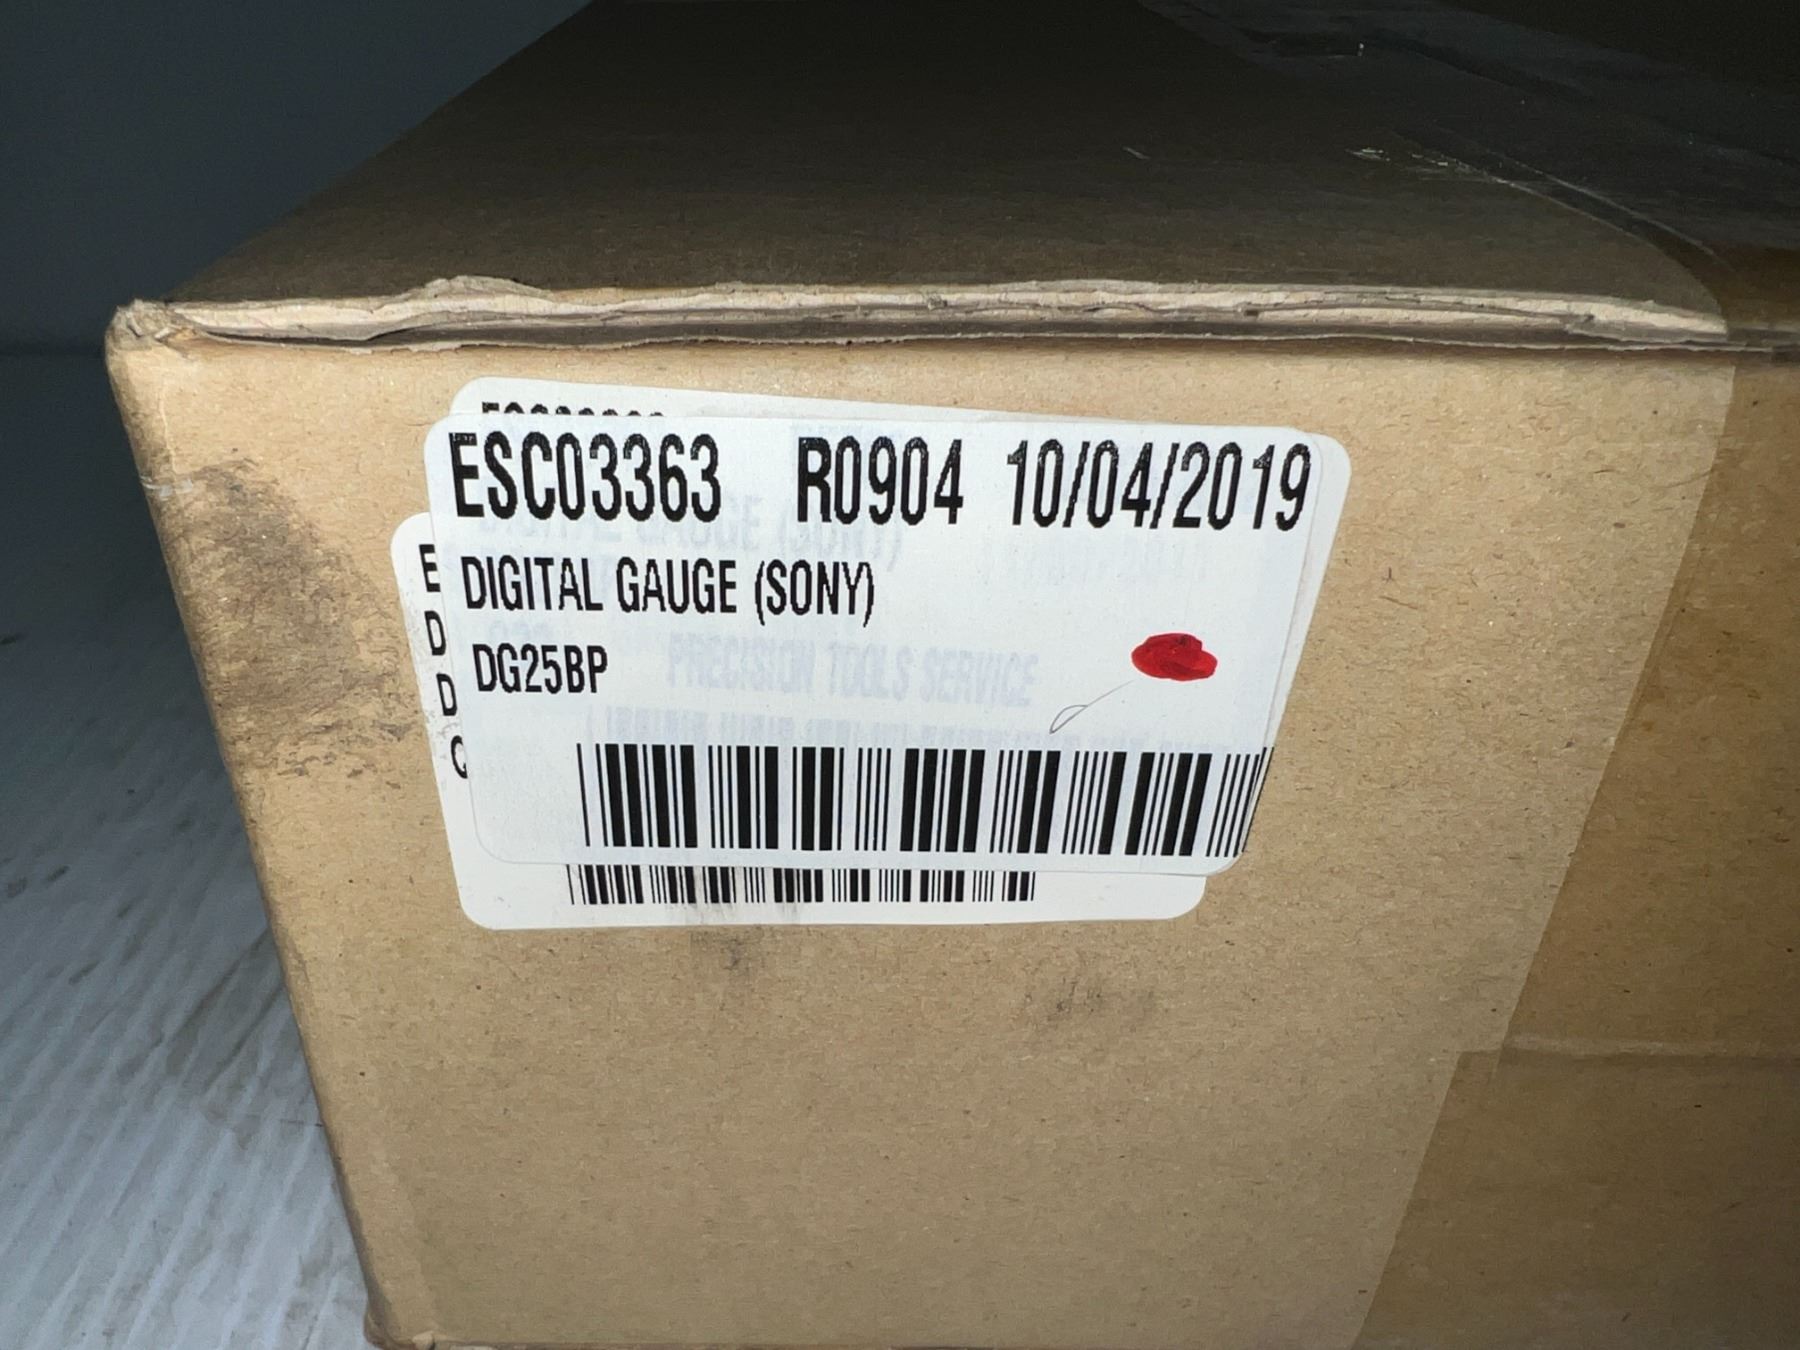 ESC03363 R0904 10/04/2019
DIGITAL GAUGE (SONY)
DG25BP
PRECISION TOOLS SERVICE
E
D
D